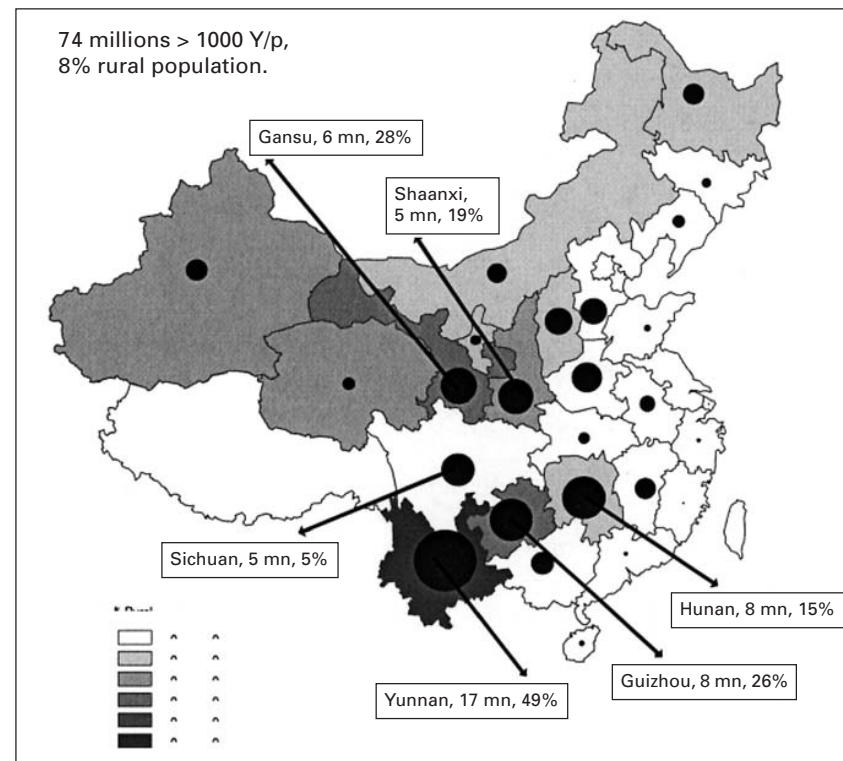 74 millions > 1000 Y/p,
8% rural population.
Gansu, 6 mn, 28%
Shaanxi,
5 mn, 19%
Sichuan, 5 mn, 5%
Hunan, 8 mn, 15%
Guizhou, 8 mn, 26%
Yunnan, 17 mn, 49%